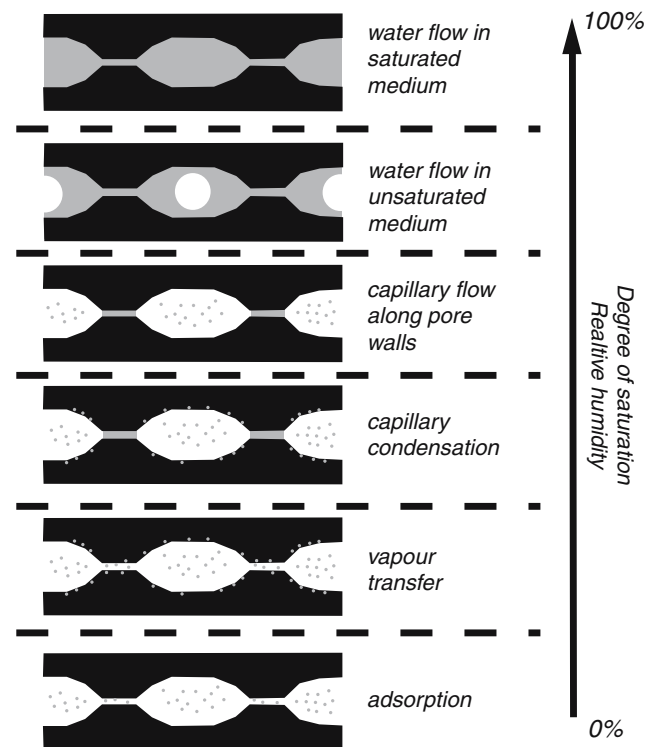 water flow in
saturated
medium
100%
water flow in
unsaturated
medium
capillary flow
along pore
walls
capillary
condensation
vapour
transfer
adsorption
0%
Degree of saturation
Realtive humidity